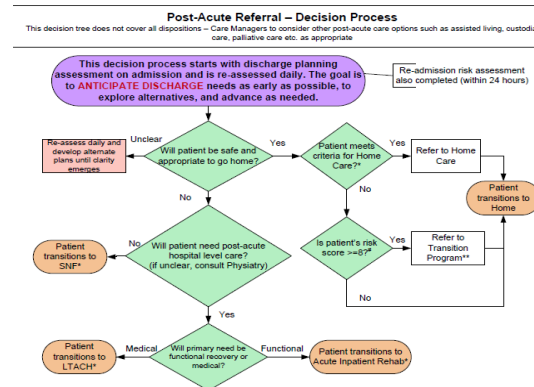 Post-Acute Referral – Decision Process
This decision tree does not cover all dispositions – Care Managers to consider other post-acute care options such as assisted living, custodia
care, palliative care etc. as appropriate
This decision process starts with discharge planning
assessment on admission and is re-assessed daily. The goal is
to ANTICIPATE DISCHARGE needs as early as possible, to
explore alternatives, and advance as needed.
Re-admission risk assessment
also completed (within 24 hours)
Re-assess daily and
develop alternate
plans until clarity
emerges
Unclear
Will patient be safe and
appropriate to go home?
Yes
Patient meets
criteria for Home
Care?*
Yes
Refer to Home
Care
Patient
transitions to
Home
No
No
Is patient's risk
score >=6?#
Yes
Refer to
Transition
Program**
No
Patient
transitions to
SNF*
No
Will patient need post-acute
hospital level care?
(if unclear, consult Physiatry)
Yes
Patient
transitions to
LTACH*
Medical
Will primary need be
functional recovery or
medical?
Functional
Patient transitions to
Acute Inpatient Rehab*